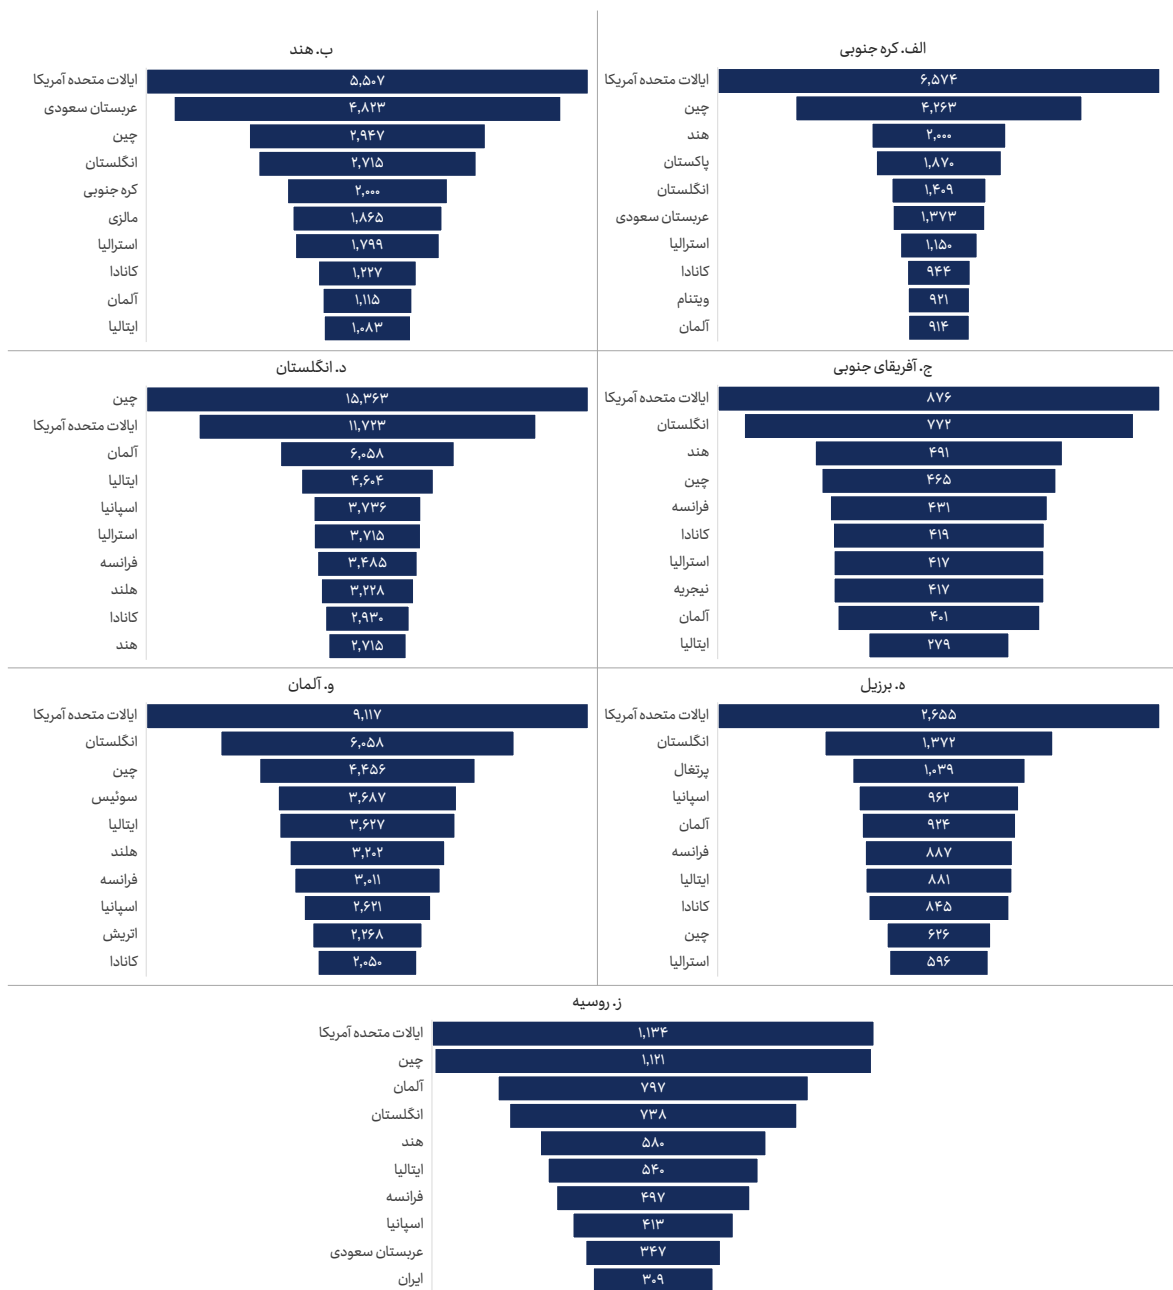 الف. کره جنوبی
ایالات متحده آمریکا ۶,۵۷۴
چین ۴,۲۶۳
هند ۲,۰۰۰
پاکستان ۱,۸۷۰
انگلستان ۱,۴۰۹
عربستان سعودی ۱,۳۷۳
استرالیا ۱,۱۵۰
کانادا ۹۴۴
ویتنام ۹۲۱
آلمان ۹۱۴
ب. هند
ایالات متحده آمریکا ۵,۵۰۷
عربستان سعودی ۴,۸۲۳
چین ۲,۹۴۷
انگلستان ۲,۷۱۵
کره جنوبی ۲,۰۰۰
مالزی ۱,۸۶۵
استرالیا ۱,۷۹۹
کانادا ۱,۲۲۷
آلمان ۱,۱۱۵
ایتالیا ۱,۰۸۳
ج. آفریقای جنوبی
ایالات متحده آمریکا ۸۷۶
انگلستان ۷۷۲
هند ۴۹۱
چین ۴۶۵
فرانسه ۴۳۱
کانادا ۴۱۹
استرالیا ۴۱۷
نیجریه ۴۱۷
آلمان ۴۰۱
ایتالیا ۲۷۹
د. انگلستان
چین ۱۵,۳۶۳
ایالات متحده آمریکا ۱۱,۷۲۳
آلمان ۶,۰۵۸
ایتالیا ۴,۶۰۴
اسپانیا ۳,۷۳۶
استرالیا ۳,۷۱۵
فرانسه ۳,۴۸۵
هلند ۳,۲۲۸
کانادا ۲,۹۳۰
هند ۲,۷۱۵
ه. برزیل
ایالات متحده آمریکا ۲,۶۵۵
انگلستان ۱,۳۷۲
پرتغال ۱,۰۳۹
اسپانیا ۹۶۲
آلمان ۹۲۴
فرانسه ۸۸۷
ایتالیا ۸۸۱
کانادا ۸۴۵
چین ۶۲۶
استرالیا ۵۹۶
و. آلمان
ایالات متحده آمریکا ۹,۱۱۷
انگلستان ۶,۰۵۸
چین ۴,۴۵۶
سوئیس ۳,۶۸۷
ایتالیا ۳,۶۲۷
هلند ۳,۲۰۲
فرانسه ۳,۰۱۱
اسپانیا ۲,۶۲۱
اتریش ۲,۲۶۸
کانادا ۲,۰۵۰
ز. روسیه
ایالات متحده آمریکا ۱,۱۳۴
چین ۱,۱۲۱
آلمان ۷۹۷
انگلستان ۷۳۸
هند ۵۸۰
ایتالیا ۵۴۰
فرانسه ۴۹۷
اسپانیا ۴۱۳
عربستان سعودی ۳۴۷
ایران ۳۰۹